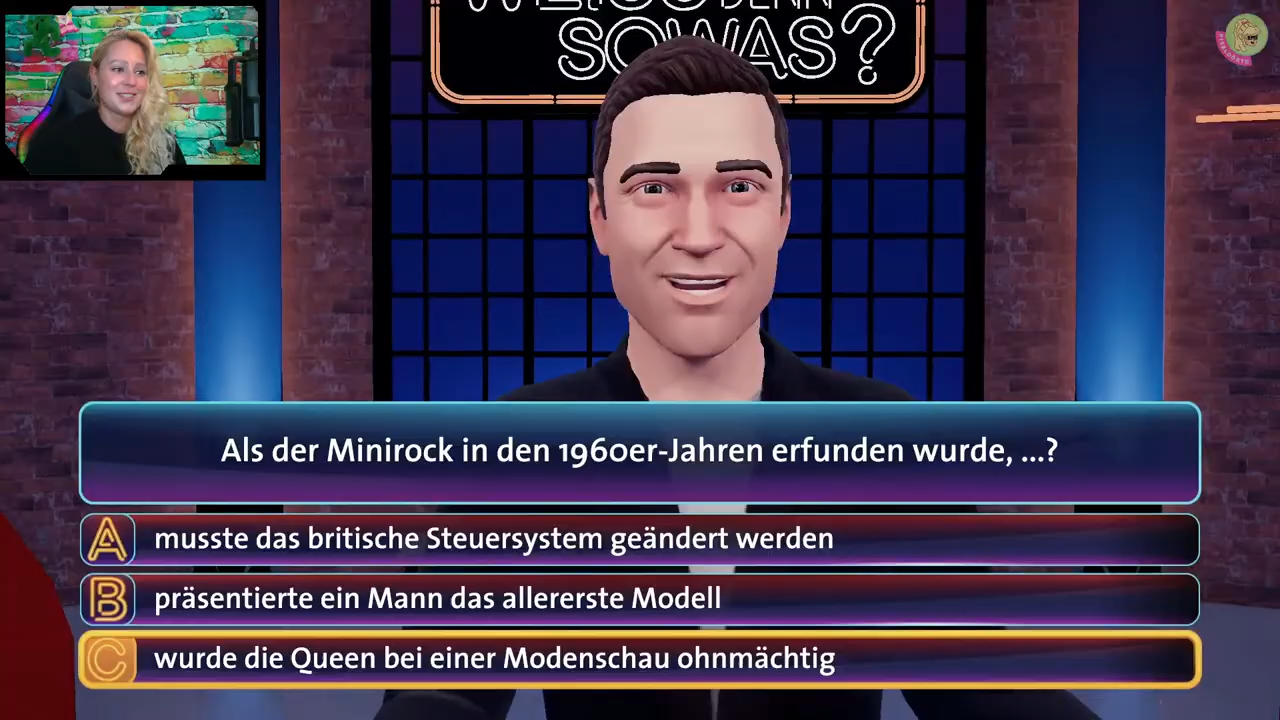 SOWAS?
Als der Minirock in den 1960er-Jahren erfunden wurde, ...?
A musste das britische Steuersystem geändert werden
B präsentierte ein Mann das allererste Modell
C wurde die Queen bei einer Modenschau ohnmächtig